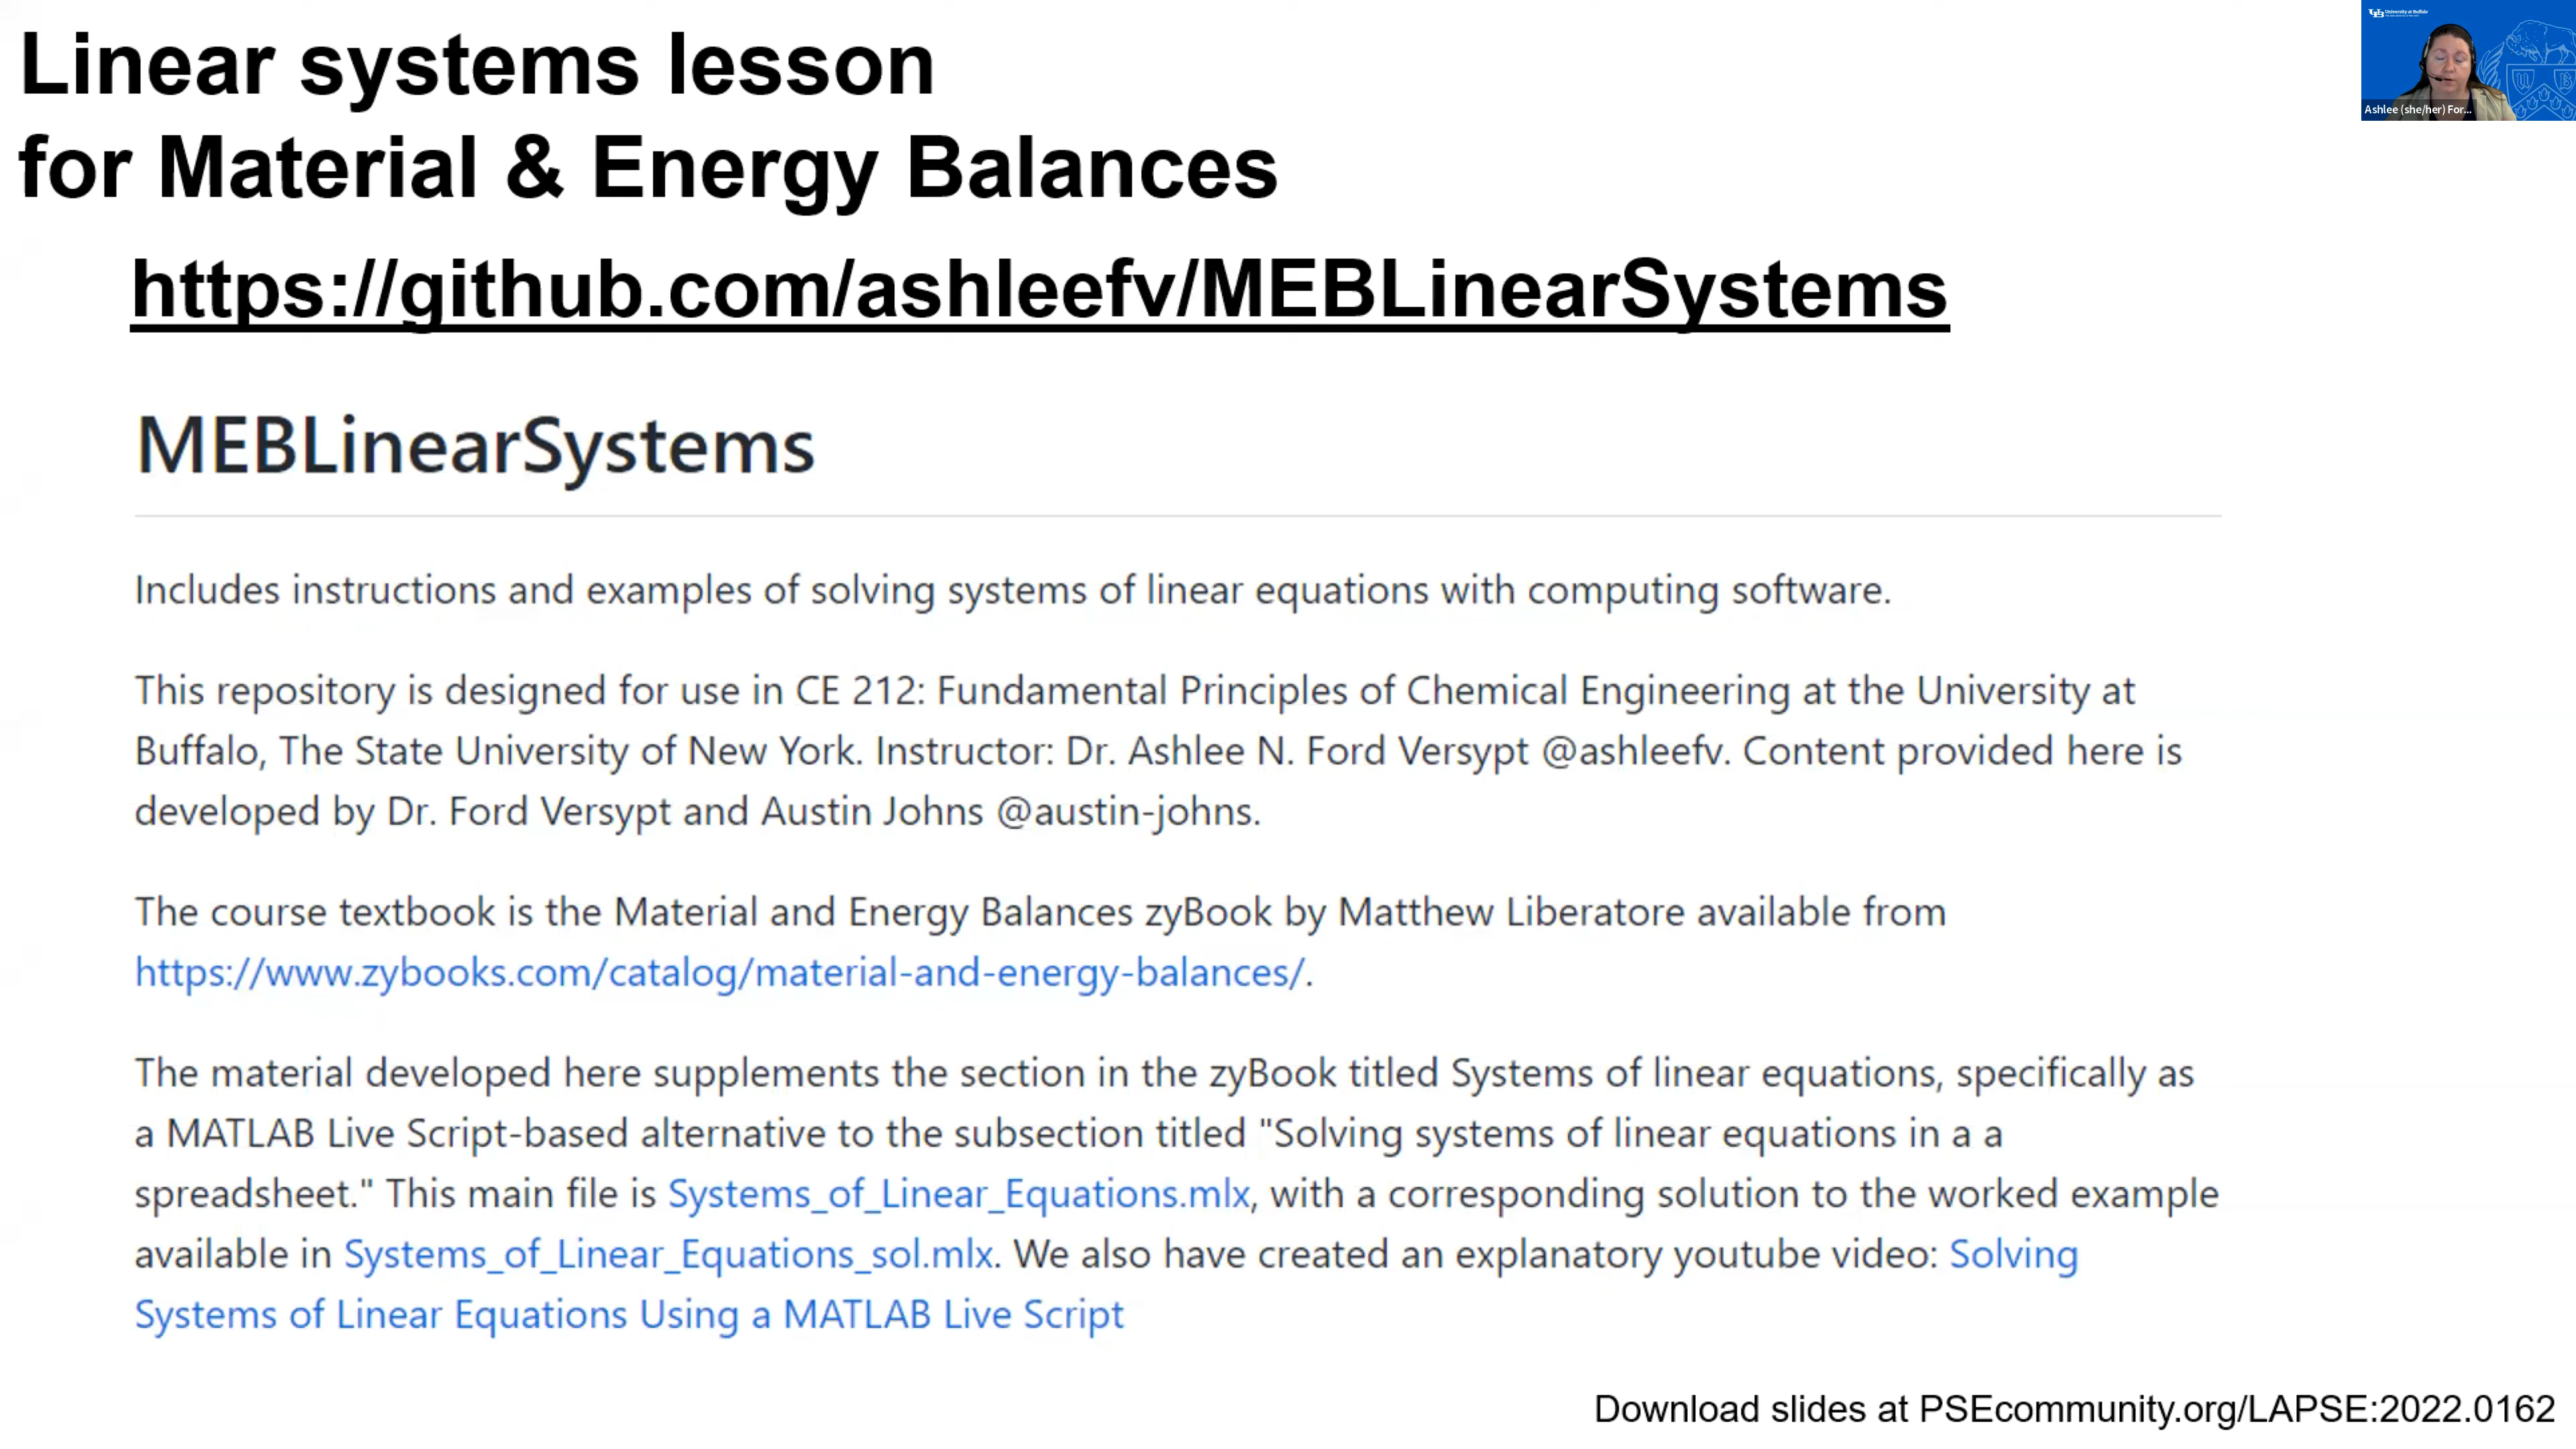 Linear systems lesson
for Material & Energy Balances
https://github.com/ashleefv/MEBLinearSystems
University at Buffalo
Ashlee (she/her) For...
MEBLinearSystems
Includes instructions and examples of solving systems of linear equations with computing software.
This repository is designed for use in CE 212: Fundamental Principles of Chemical Engineering at the University at
Buffalo, The State University of New York. Instructor: Dr. Ashlee N. Ford Versypt @ashleefv. Content provided here is
developed by Dr. Ford Versypt and Austin Johns @austin-johns.
The course textbook is the Material and Energy Balances zyBook by Matthew Liberatore available from
https://www.zybooks.com/catalog/material-and-energy-balances/.
The material developed here supplements the section in the zyBook titled Systems of linear equations, specifically as
a MATLAB Live Script-based alternative to the subsection titled "Solving systems of linear equations in a a
spreadsheet." This main file is Systems_of_Linear_Equations.mlx, with a corresponding solution to the worked example
available in Systems_of_Linear_Equations_sol.mlx. We also have created an explanatory youtube video: Solving
Systems of Linear Equations Using a MATLAB Live Script
Download slides at PSEcommunity.org/LAPSE:2022.0162